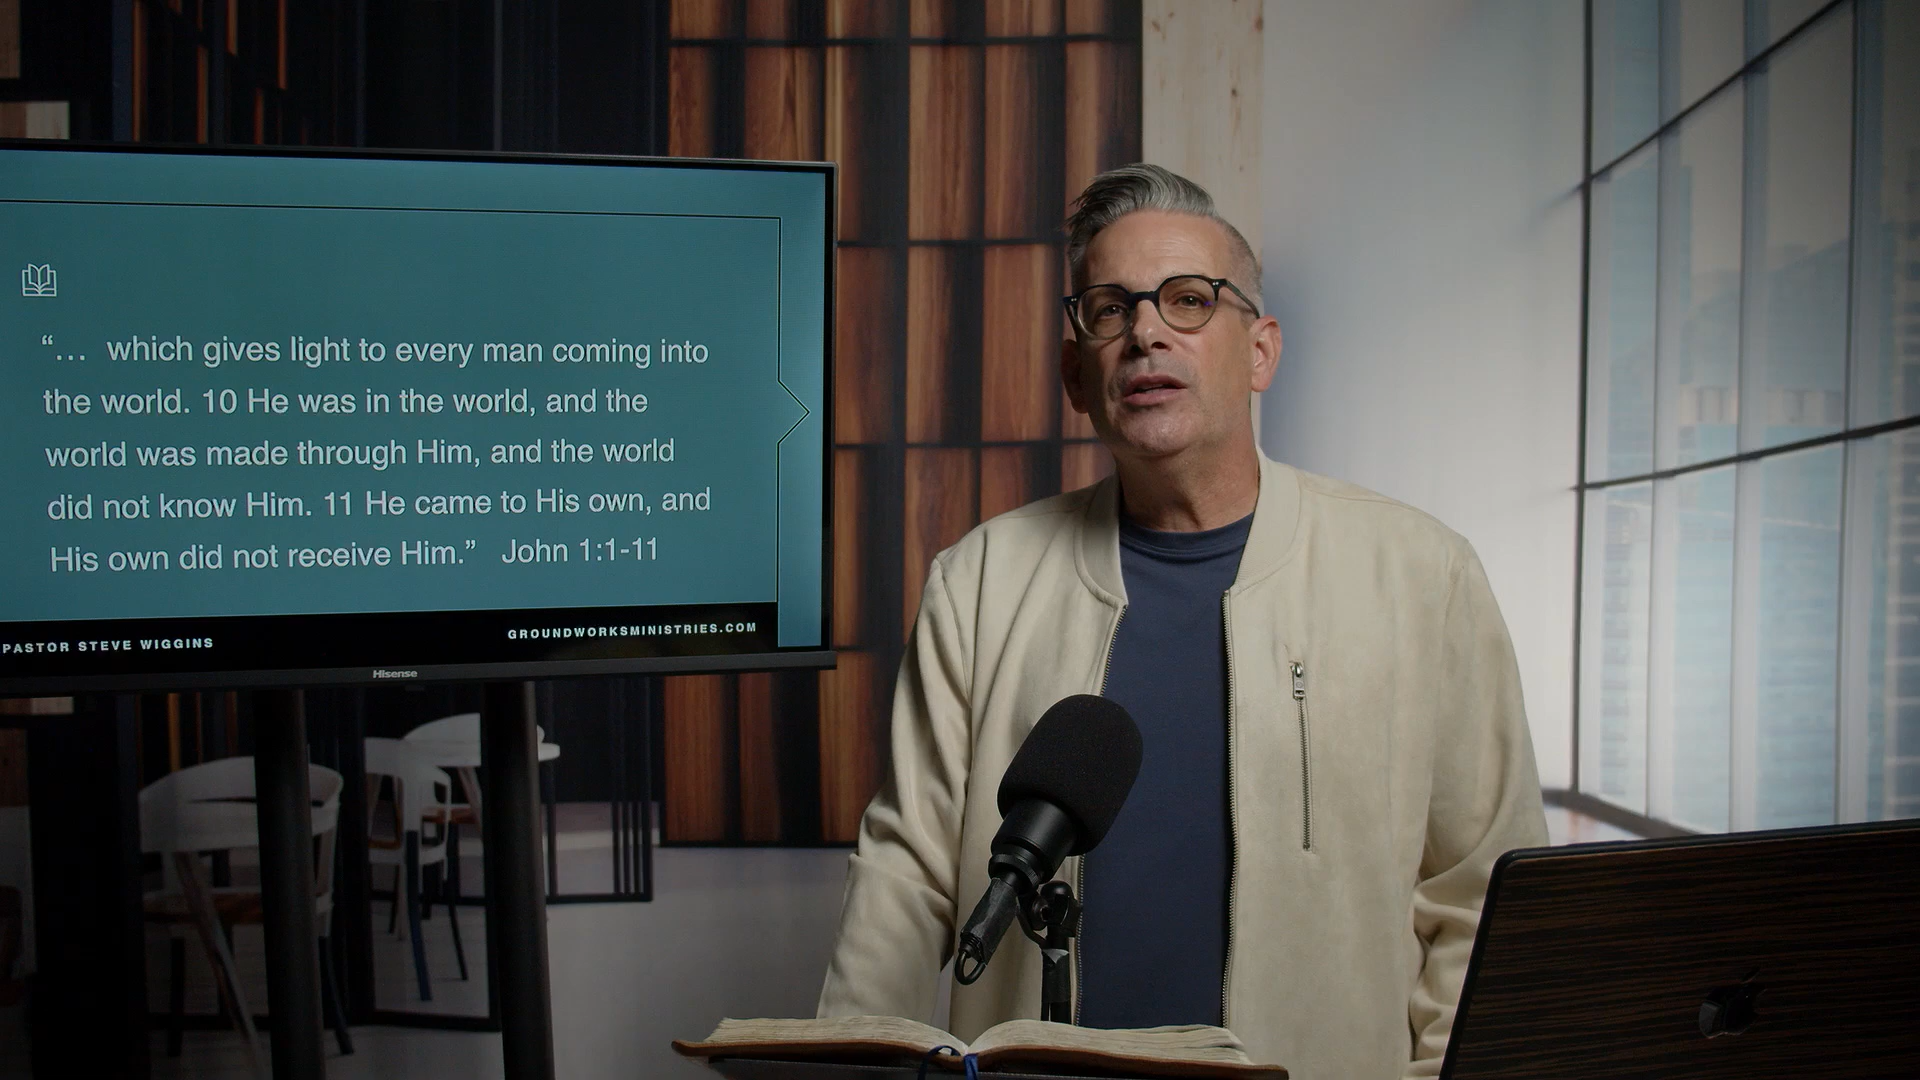 “... which gives light to every man coming into
the world. 10 He was in the world, and the
world was made through Him, and the world
did not know Him. 11 He came to His own, and
His own did not receive Him.” John 1:1-11
PASTOR STEVE WIGGINS
GROUNDWORKSMINISTRIES.COM
Hisense